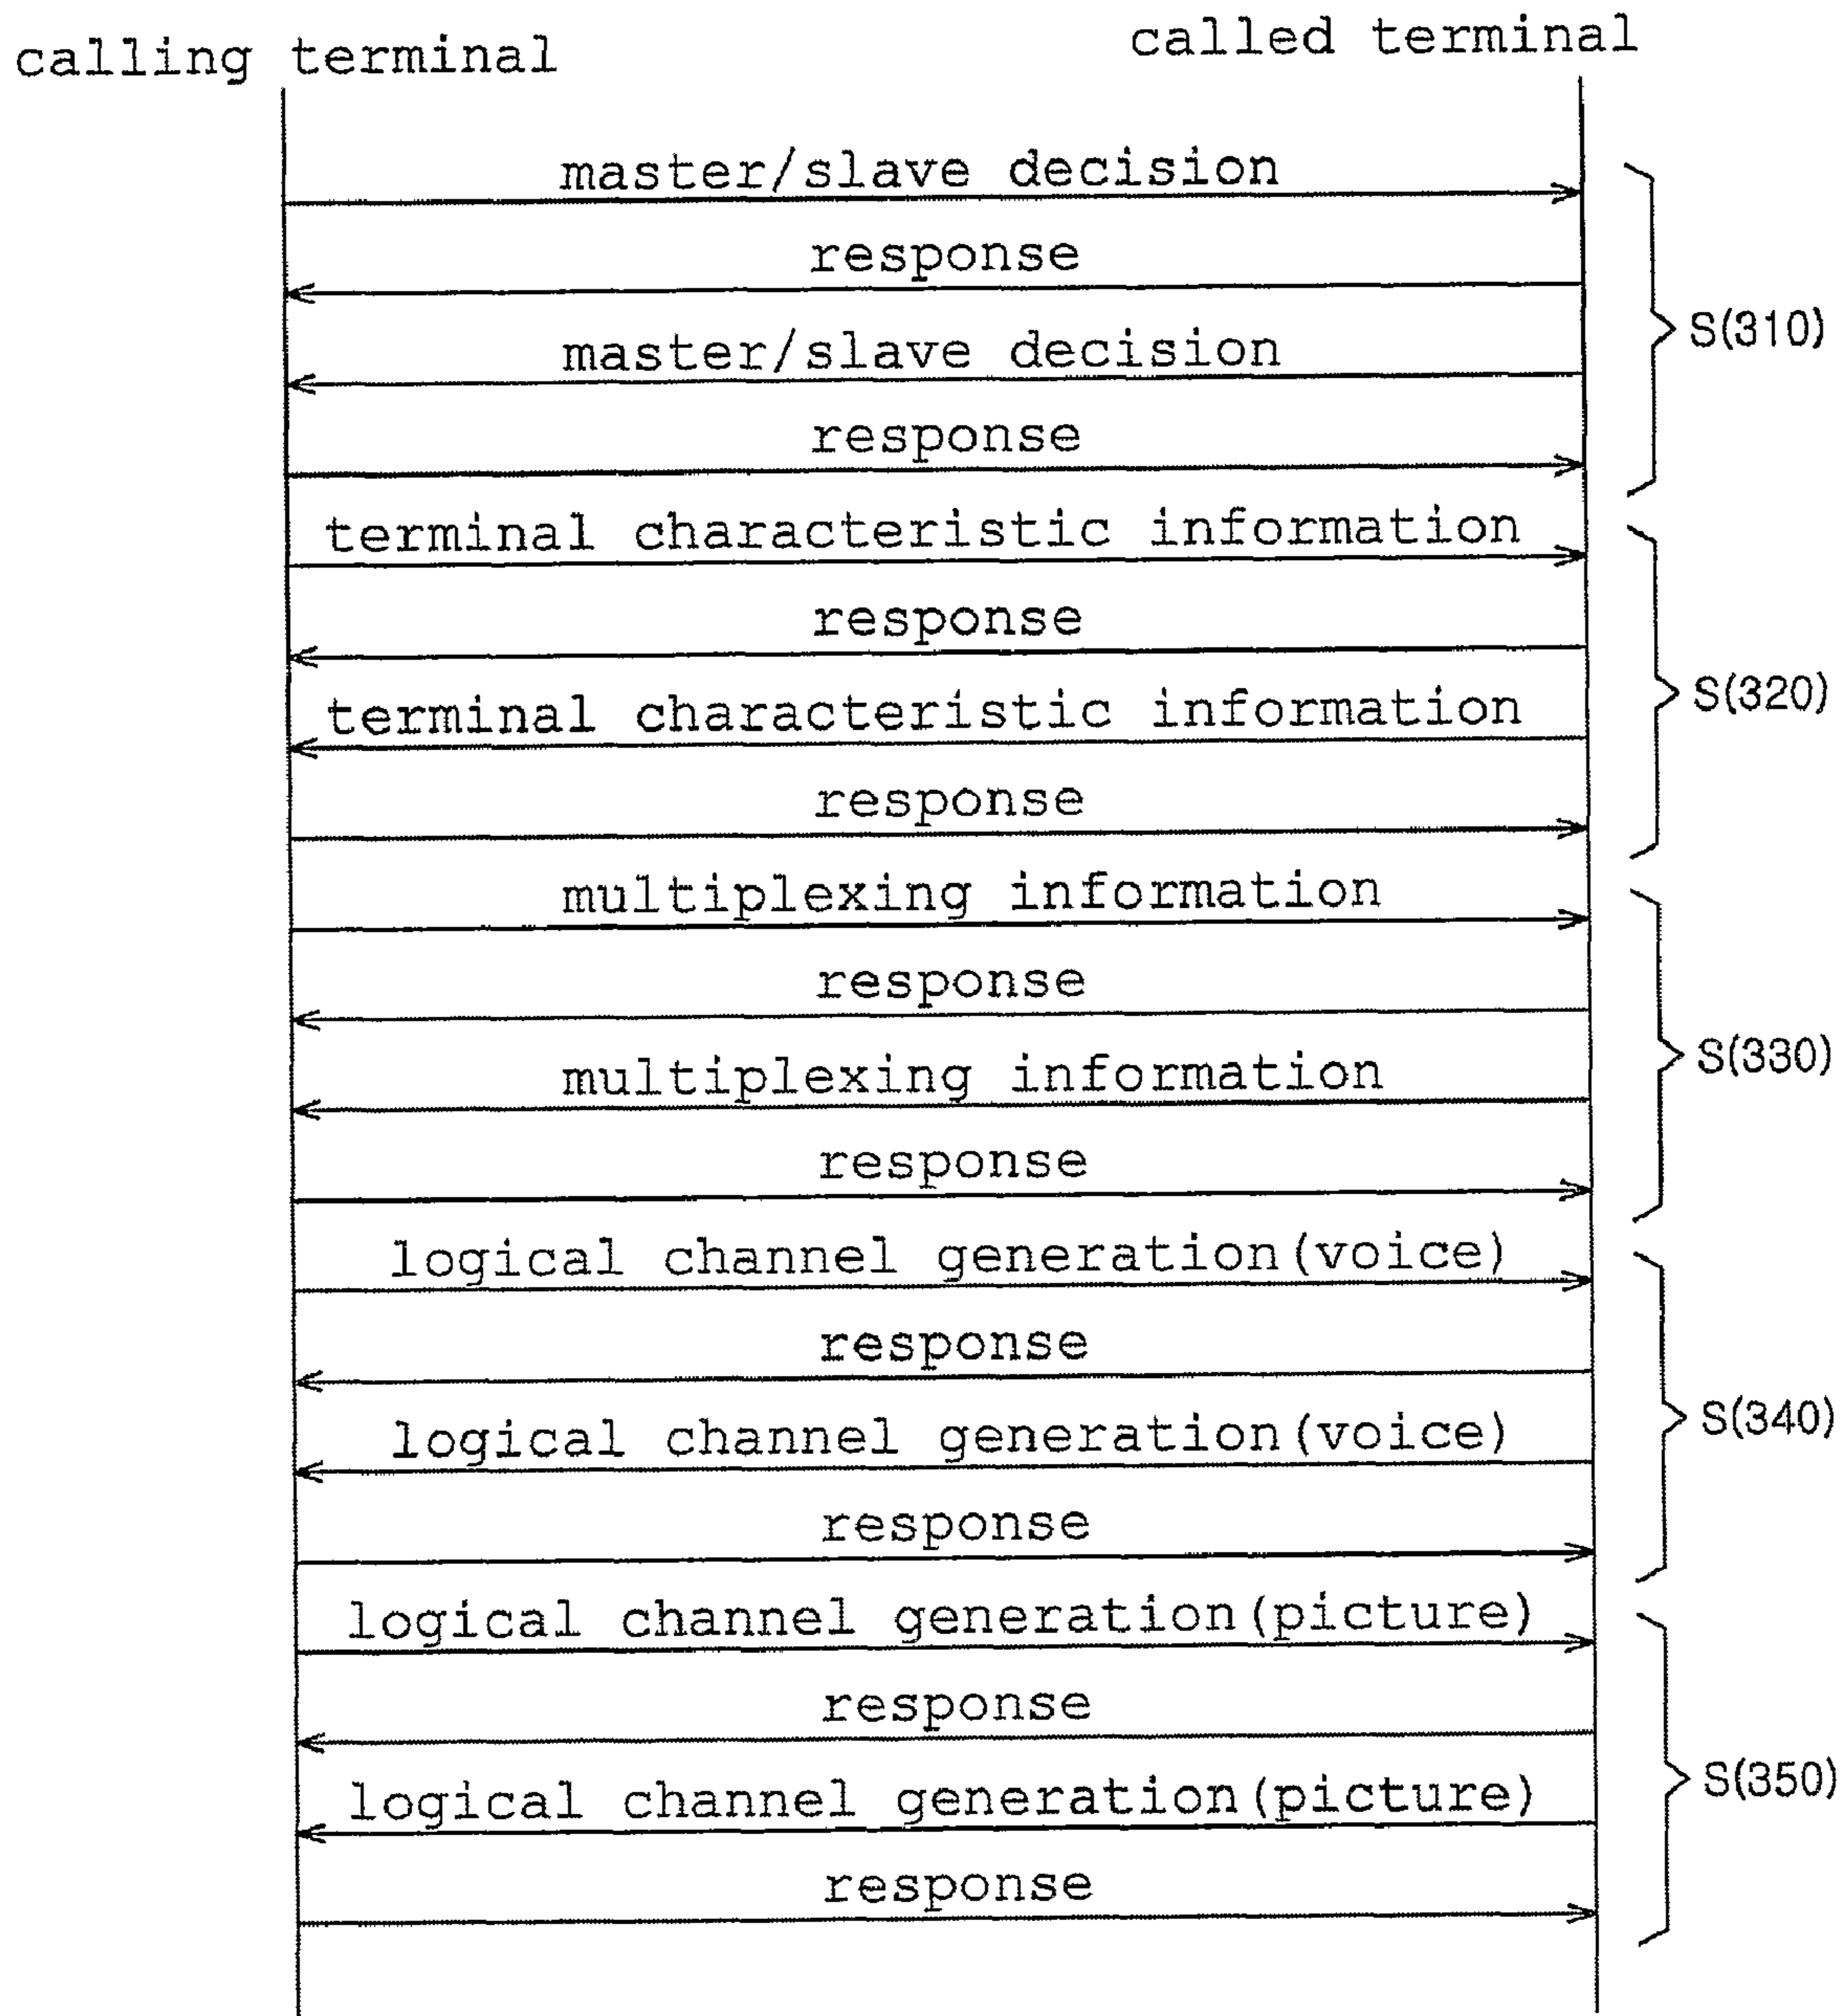 calling terminal
called terminal
master/slave decision
response
master/slave decision
response
S(310)
terminal characteristic information
response
terminal characteristic information
response
S(320)
multiplexing information
response
multiplexing information
response
S(330)
logical channel generation(voice)
response
logical channel generation(voice)
response
S(340)
logical channel generation(picture)
response
logical channel generation(picture)
response
S(350)